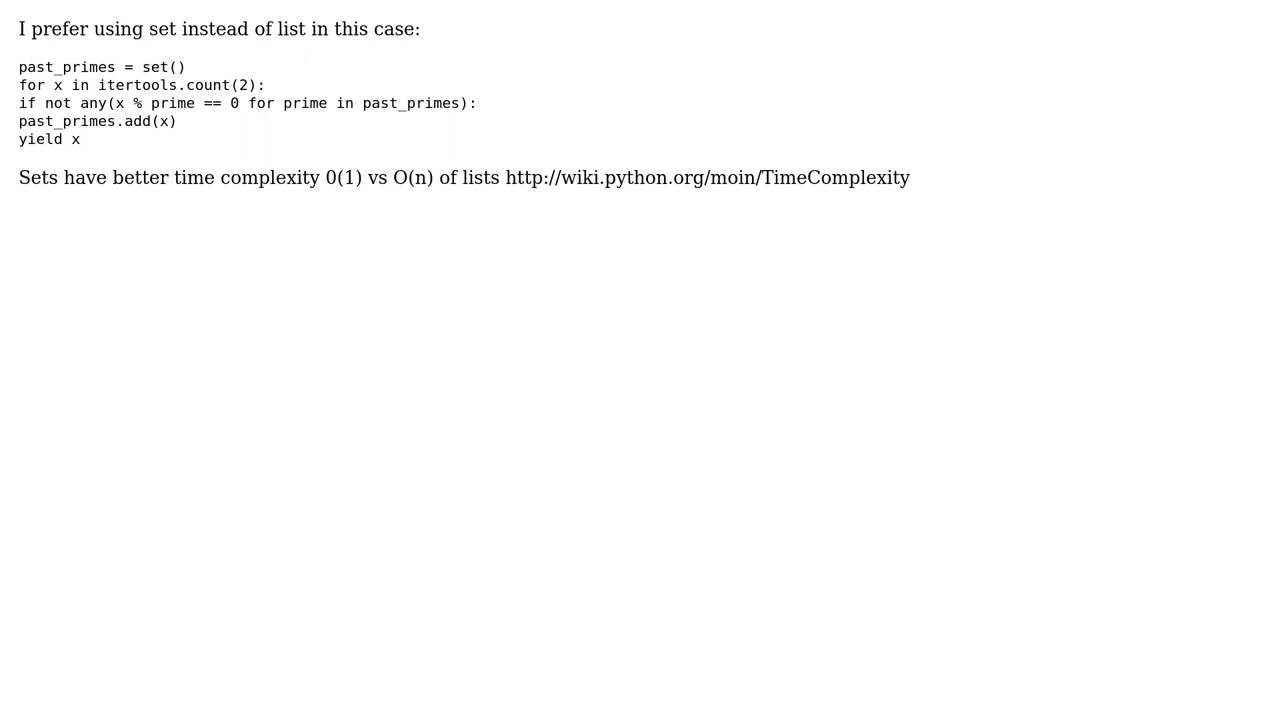 I prefer using set instead of list in this case:
past_primes = set()
for x in itertools.count(2):
if not any(x % prime == 0 for prime in past_primes):
past_primes.add(x)
yield x
Sets have better time complexity 0(1) vs O(n) of lists http://wiki.python.org/moin/TimeComplexity